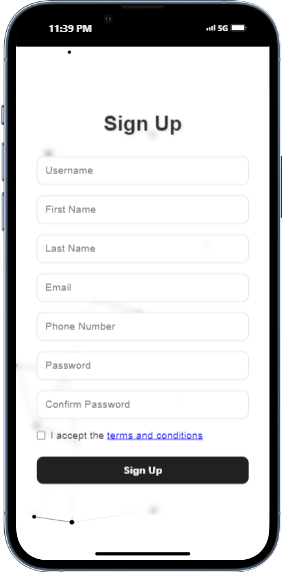 11:39 PM 5G
Sign Up
Username
First Name
Last Name
Email
Phone Number
Password
Confirm Password
I accept the terms and conditions
Sign Up